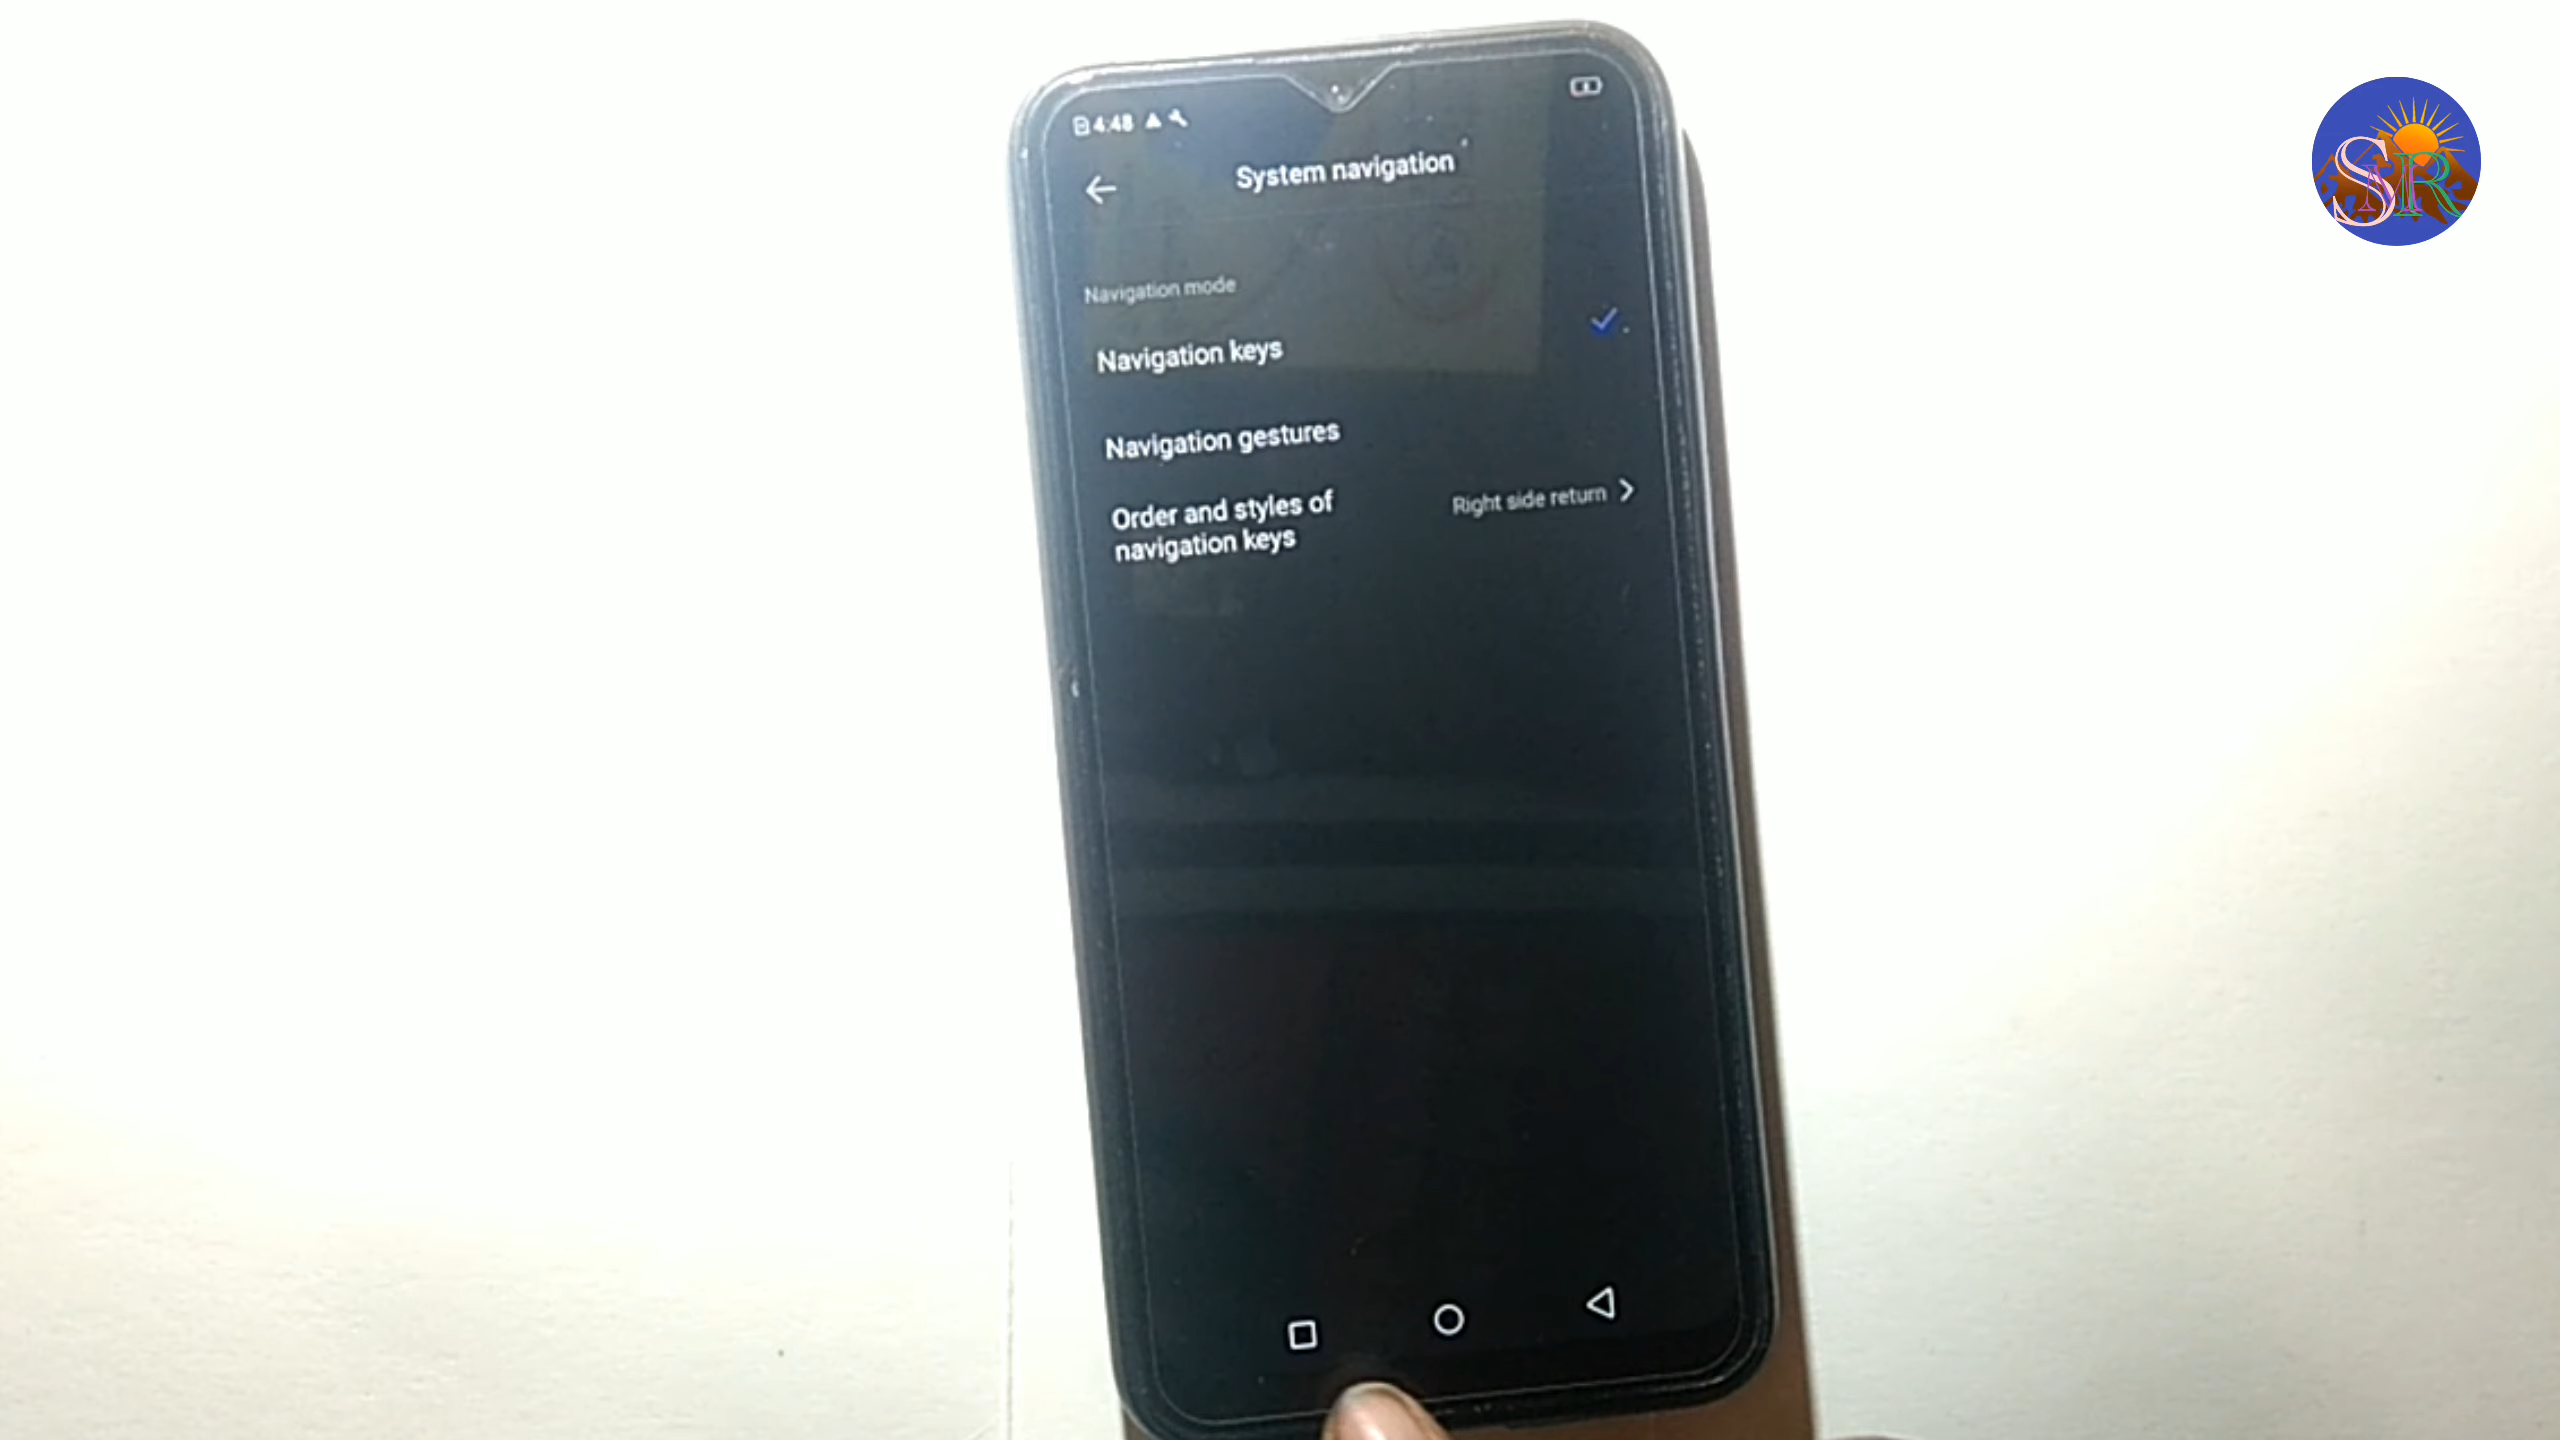 4:48
System navigation
Navigation mode
Navigation keys
Navigation gestures
Order and styles of
navigation keys
Right side return
SMR